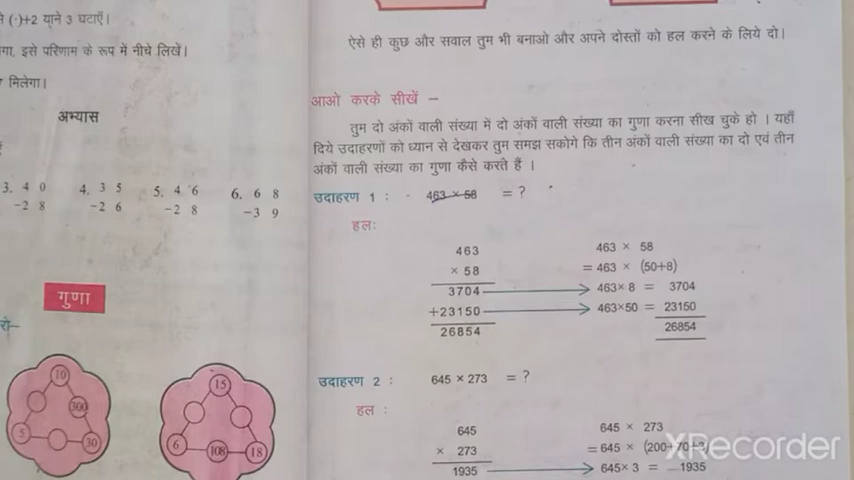 (·)+2 याने 3 घटाएँ।
इसे परिणाम के रूप में नीचे लिखें।
मिलेगा।
अभ्यास
3. 4 0 4. 3 5 5. 4 6 6. 6 8
-2 8 -2 6 -2 8 -3 9
गुणा
10
300
5 30
15
6 108 18
ऐसे ही कुछ और सवाल तुम भी बनाओ और अपने दोस्तों को हल करने के लिये दो।
आओ करके सीखें –
तुम दो अंकों वाली संख्या में दो अंकों वाली संख्या का गुणा करना सीख चुके हो । यहाँ
दिये उदाहरणों को ध्यान से देखकर तुम समझ सकोगे कि तीन अंकों वाली संख्या का दो एवं तीन
अंकों वाली संख्या का गुणा कैसे करते हैं ।
उदाहरण 1 : 463 × 58 = ?
हलः
463 463 × 58
× 58 = 463 × (50+8)
3704 463× 8 = 3704
+23150 463×50 = 23150
26854 26854
उदाहरण 2 : 645 × 273 = ?
हल :
645 645 × 273
× 273 = 645 × (200+70+3)
1935 645× 3 = 1935
XRecorder